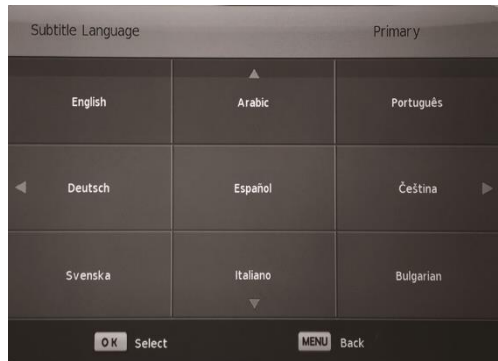 Subtitle Language Primary
English Arabic Português
Deutsch Español Čeština
Svenska Italiano Bulgarian
OK Select MENU Back